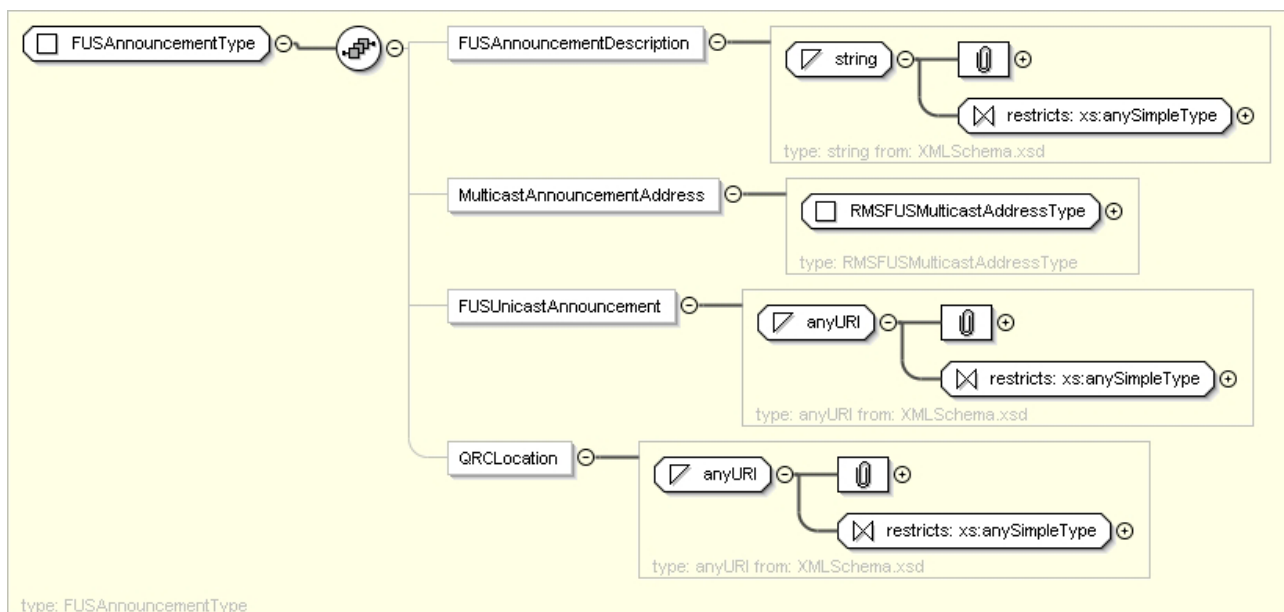 FUSAnnouncementType
FUSAnnouncementDescription
string
restricts: xs:anySimpleType
type: string from: XMLSchema.xsd
MulticastAnnouncementAddress
RMSFUSMulticastAddressType
type: RMSFUSMulticastAddressType
FUSUnicastAnnouncement
anyURI
restricts: xs:anySimpleType
type: anyURI from: XMLSchema.xsd
QRCLocation
anyURI
restricts: xs:anySimpleType
type: anyURI from: XMLSchema.xsd
type: FUSAnnouncementType